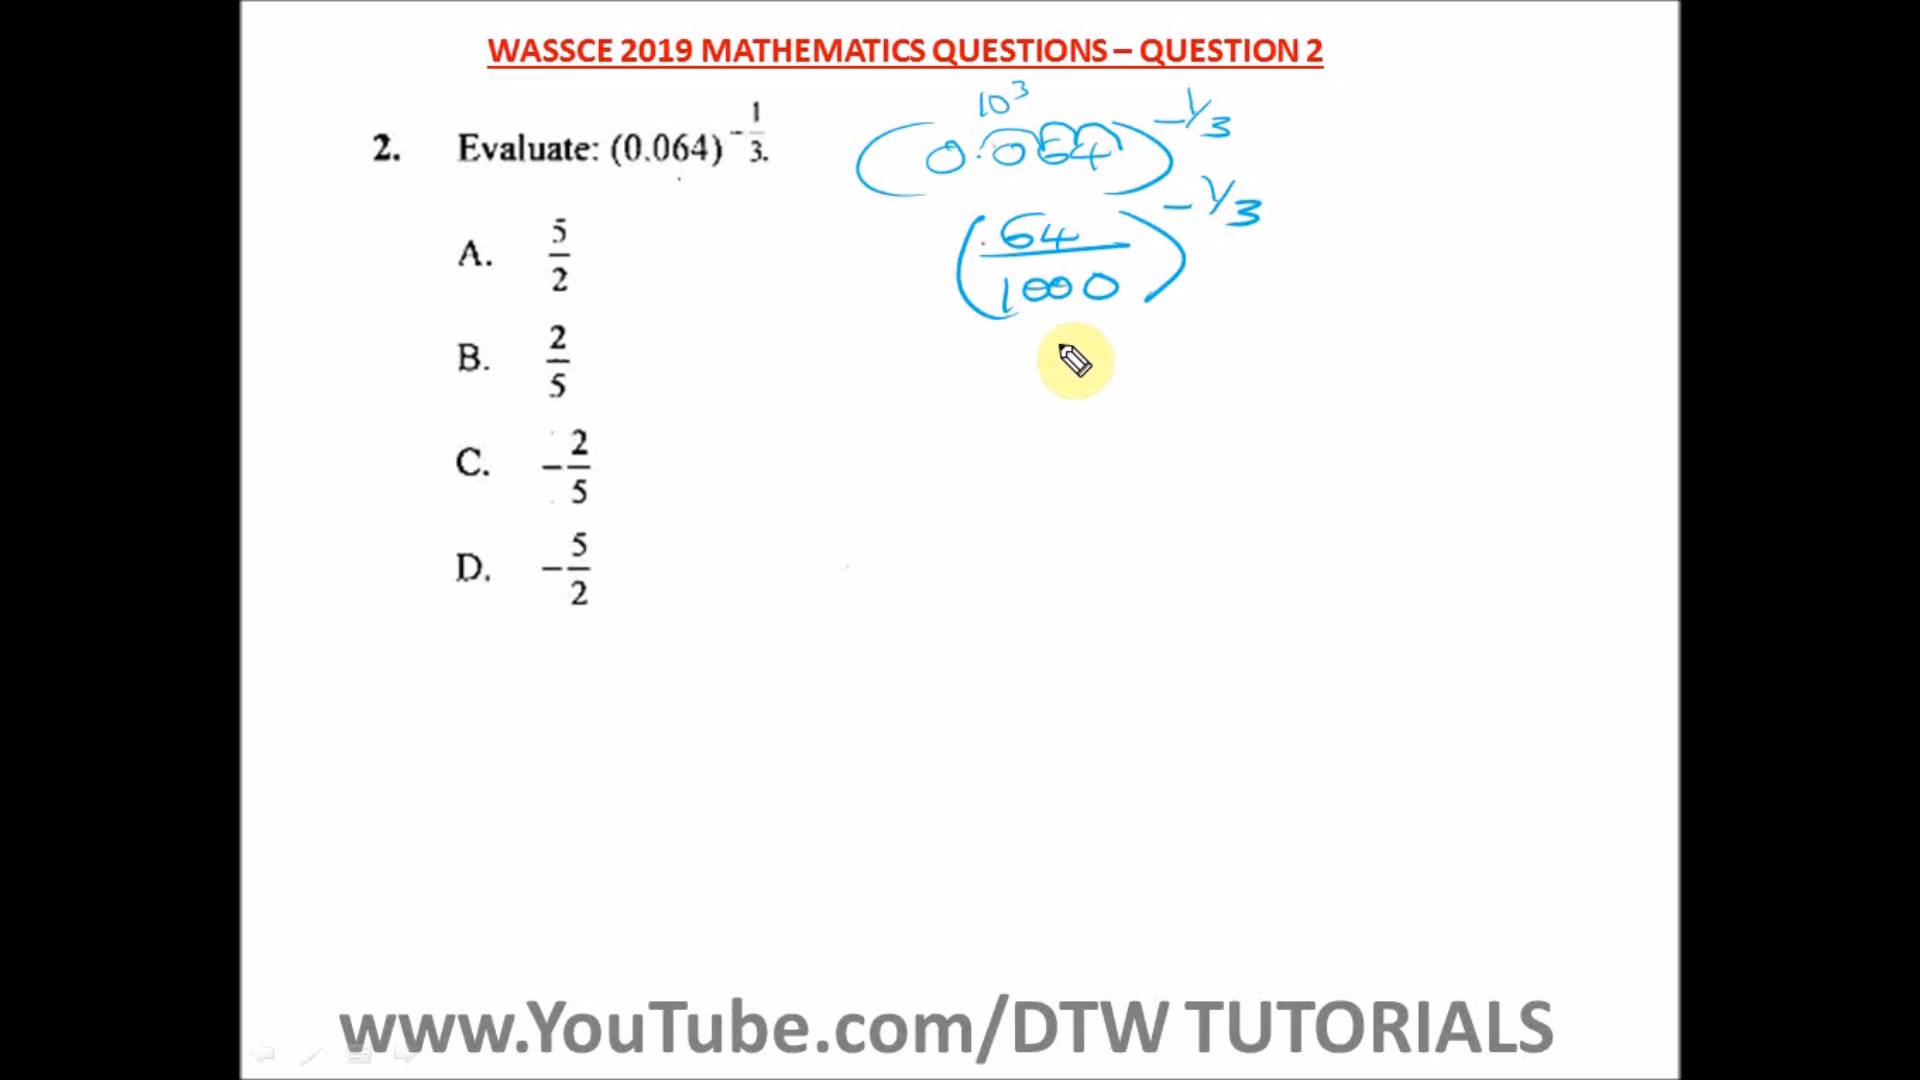 WASSCE 2019 MATHEMATICS QUESTIONS – QUESTION 2
2. Evaluate: (0.064)^-1/3.
A. 5/2
B. 2/5
C. -2/5
D. -5/2
10^3
(0.064)^-1/3
(64/1000)^-1/3
www.YouTube.com/DTW TUTORIALS